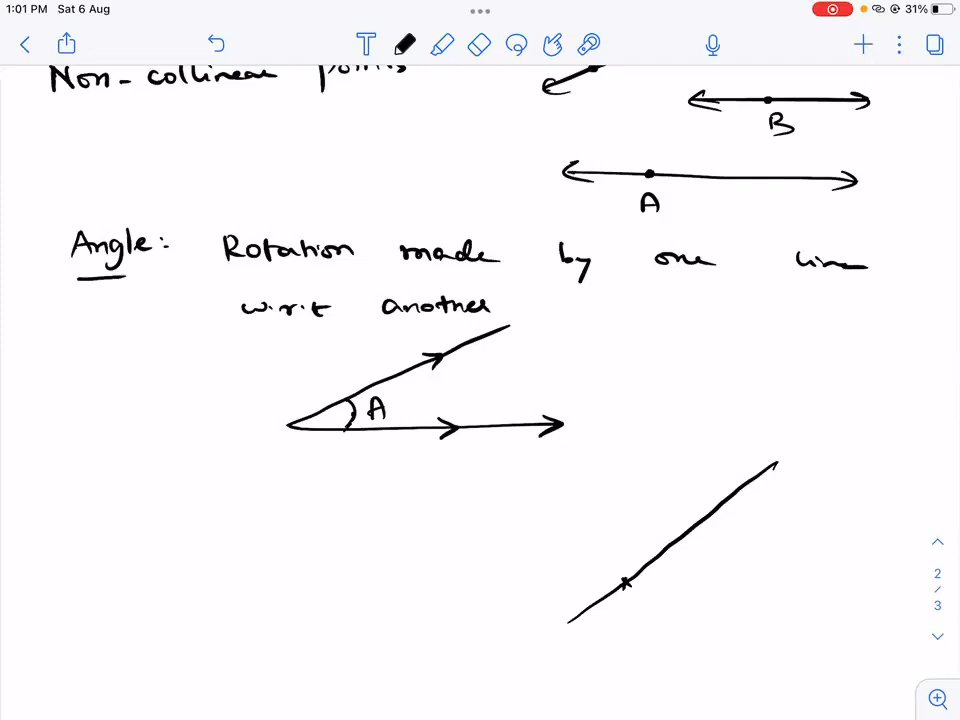 1:01 PM Sat 6 Aug
31%
Non-collinear points
B
A
Angle: Rotation made by one line
w.r.t another
A
2
/
3